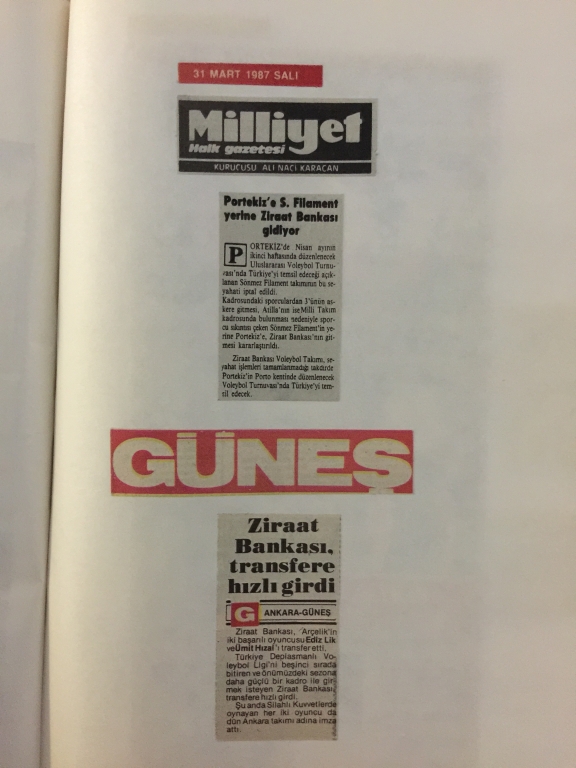 31 MART 1987 SALI
Milliyet
Halk gazetesi
KURUCUSU ALİ NACİ KARACAN
Portekiz'e S. Filament
yerine Ziraat Bankası
gidiyor
PORTEKİZ'de Nisan ayının
ikinci haftasında düzenlenecek
Uluslararası Voleybol Turnu-
vası'nda Türkiye'yi temsil edeceği açık-
lanan Sönmez Filament takımının bu se-
yahati iptal edildi.
Kadrosundaki sporculardan 3'ünün as-
kere gitmesi, Atilla'nın ise Milli Takım
kadrosunda bulunması nedeniyle spor-
cu sıkıntısı çeken Sönmez Filament'in ye-
rine Portekiz'e, Ziraat Bankası'nın git-
mesi kararlaştırıldı.
Ziraat Bankası Voleybol Takımı, se-
yahat işlemleri tamamlanmadığı takdirde
Portekiz'in Porto kentinde düzenlenecek
Voleybol Turnuvası'nda Türkiye'yi tem-
sil edecek.
GÜNEŞ
Ziraat
Bankası,
transfere
hızlı girdi
G ANKARA-GÜNEŞ
Ziraat Bankası, Arçelik'in
iki başarılı oyuncusu Ediz Lik
ve Ümit Hızal'ı transfer etti.
Türkiye Deplasmanlı Vo-
leybol Ligi'ni beşinci sırada
bitiren ve önümüzdeki sezona
daha güçlü bir kadro ile gir-
mek isteyen Ziraat Bankası,
transfere hızlı girdi.
Şu anda Silahlı Kuvvetlerde
oynayan her iki oyuncu da
dün Ankara takımı adına imza
attı.